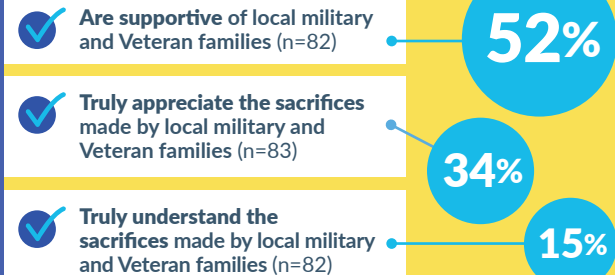 Are supportive of local military
and Veteran families (n=82)
52%
Truly appreciate the sacrifices
made by local military and
Veteran families (n=83)
34%
Truly understand the
sacrifices made by local military
and Veteran families (n=82)
15%